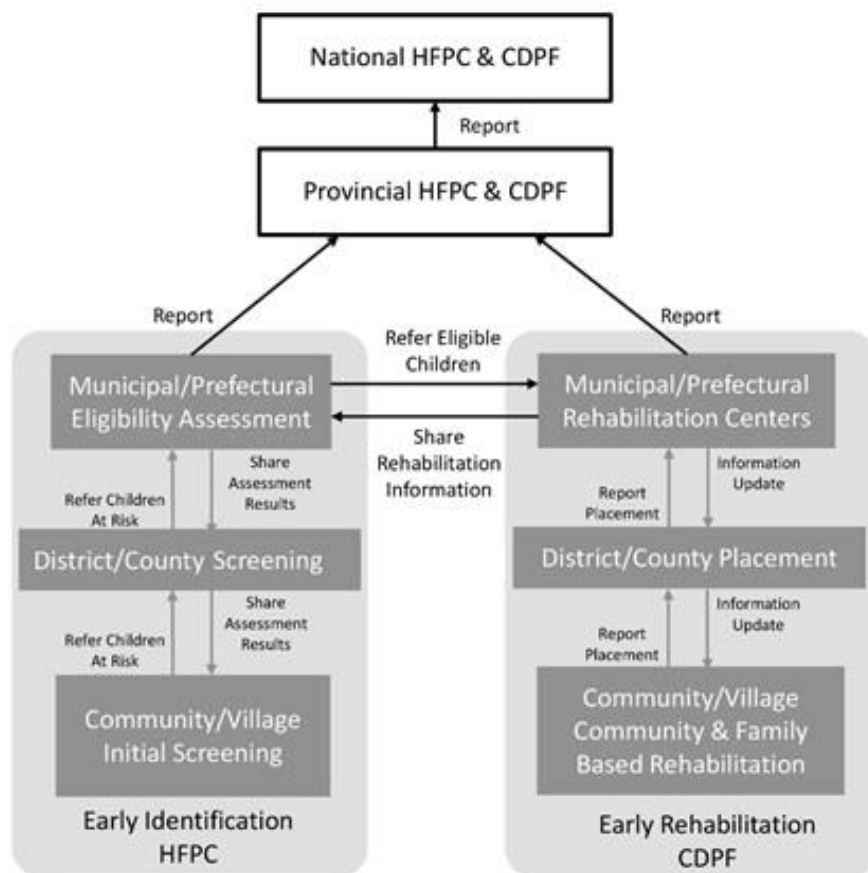 National HFPC & CDPF
Report
Provincial HFPC & CDPF
Report
Report
Refer Eligible
Children
Municipal/Prefectural
Eligibility Assessment
Municipal/Prefectural
Rehabilitation Centers
Share
Rehabilitation
Information
Refer Children
At Risk
Share
Assessment
Results
Report
Placement
Information
Update
District/County Screening
District/County Placement
Refer Children
At Risk
Share
Assessment
Results
Report
Placement
Information
Update
Community/Village
Initial Screening
Community/Village
Community & Family
Based Rehabilitation
Early Identification
HFPC
Early Rehabilitation
CDPF